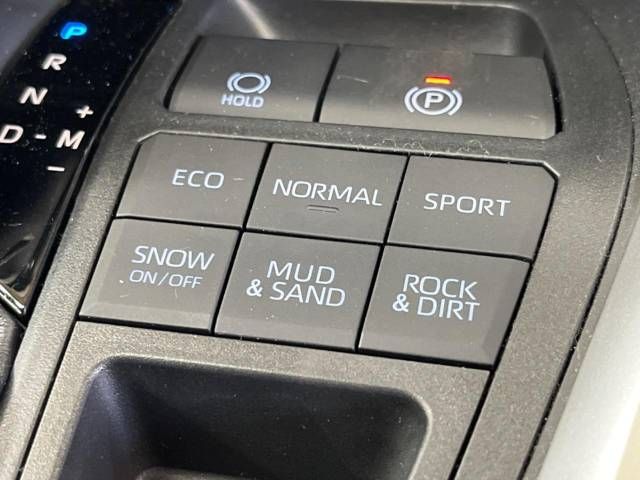 P
R
N
+
D - M
–
HOLD
P
ECO
NORMAL
SPORT
SNOW
ON/OFF
MUD
& SAND
ROCK
& DIRT